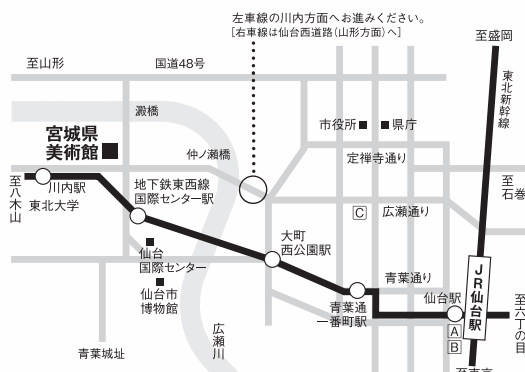 左車線の川内方面へお進みください。
[右車線は仙台西道路(山形方面)へ]
至盛岡
至山形
国道48号
東北新幹線
澱橋
市役所
県庁
宮城県
美術館
仲ノ瀬橋
定禅寺通り
至八木山
川内駅
東北大学
地下鉄東西線
国際センター駅
至石巻
C
広瀬通り
大町
西公園駅
仙台
国際センター
仙台市
博物館
青葉通り
青葉通
一番町駅
仙台駅
JR仙台駅
至六丁の目
A
B
広瀬川
青葉城址